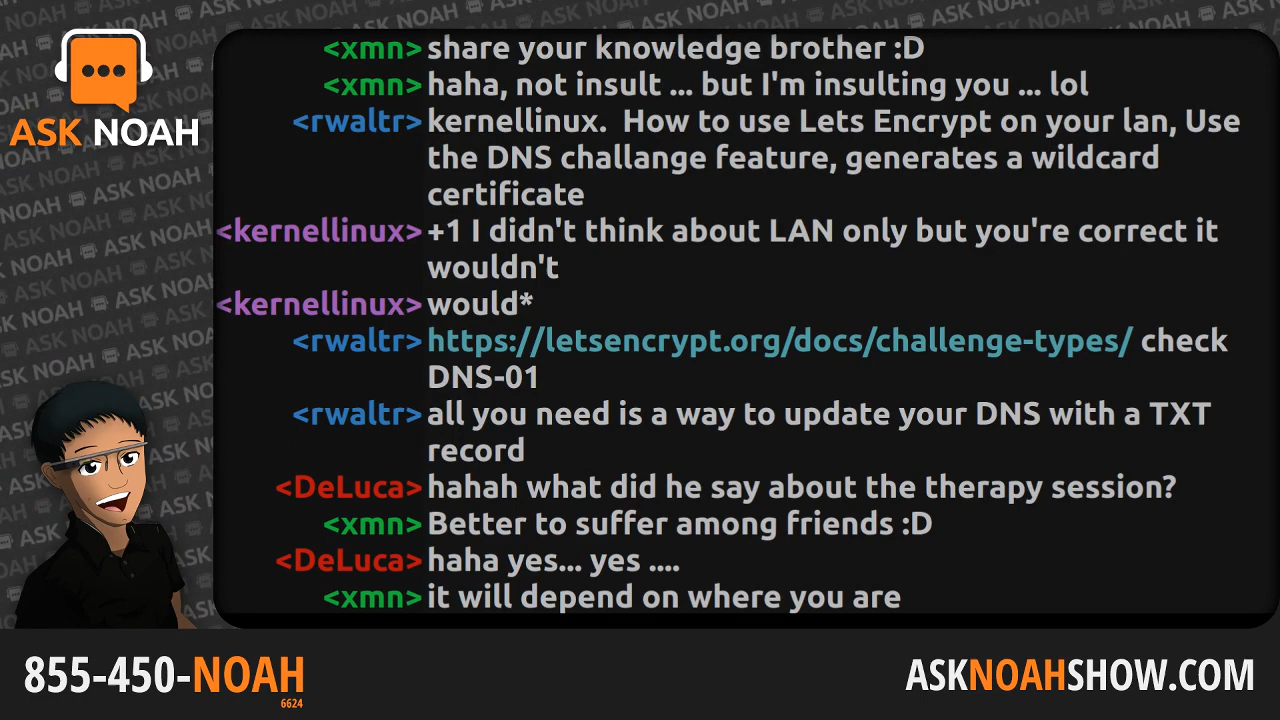 ASK NOAH
<xmn> share your knowledge brother :D
<xmn> haha, not insult ... but I'm insulting you ... lol
<rwaltr> kernellinux.  How to use Lets Encrypt on your lan, Use
the DNS challange feature, generates a wildcard
certificate
<kernellinux> +1 I didn't think about LAN only but you're correct it
wouldn't
<kernellinux> would*
<rwaltr> https://letsencrypt.org/docs/challenge-types/ check
DNS-01
<rwaltr> all you need is a way to update your DNS with a TXT
record
<DeLuca> hahah what did he say about the therapy session?
<xmn> Better to suffer among friends :D
<DeLuca> haha yes... yes ....
<xmn> it will depend on where you are
855-450-NOAH
6624
ASKNOAHSHOW.COM